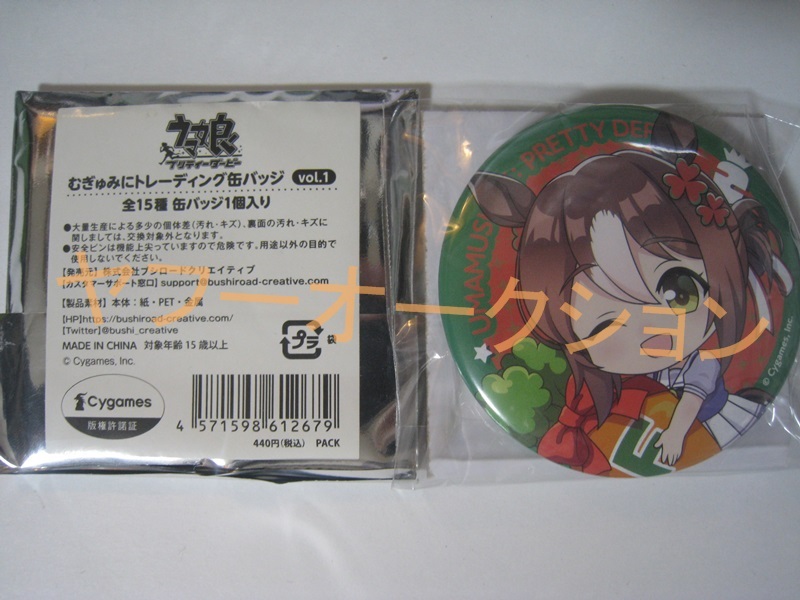 ウマ娘
プリティーダービー
むぎゅみにトレーディング缶バッジ vol.1
全15種 缶バッジ1個入り
●大量生産による多少の個体差(汚れ・キズ)、裏面の汚れ・キズに
関しましては、交換対象外となります。
●安全ピンは機能上尖っていますので危険です。用途以外の目的で
使用しないでください。
【発売元】株式会社ブシロードクリエイティブ
【カスタマーサポート窓口】support@bushiroad-creative.com
【製品素材】本体:紙・PET・金属
[HP]https://bushiroad-creative.com/
[Twitter]@bushi_creative
MADE IN CHINA 対象年齢15歳以上
© Cygames, Inc.
プラ 袋
Cygames
版権許諾証
4 571598 612679
440円(税込) PACK
UMAMUS
PRETTY DER
© Cygames, Inc.
ヤフーオークション